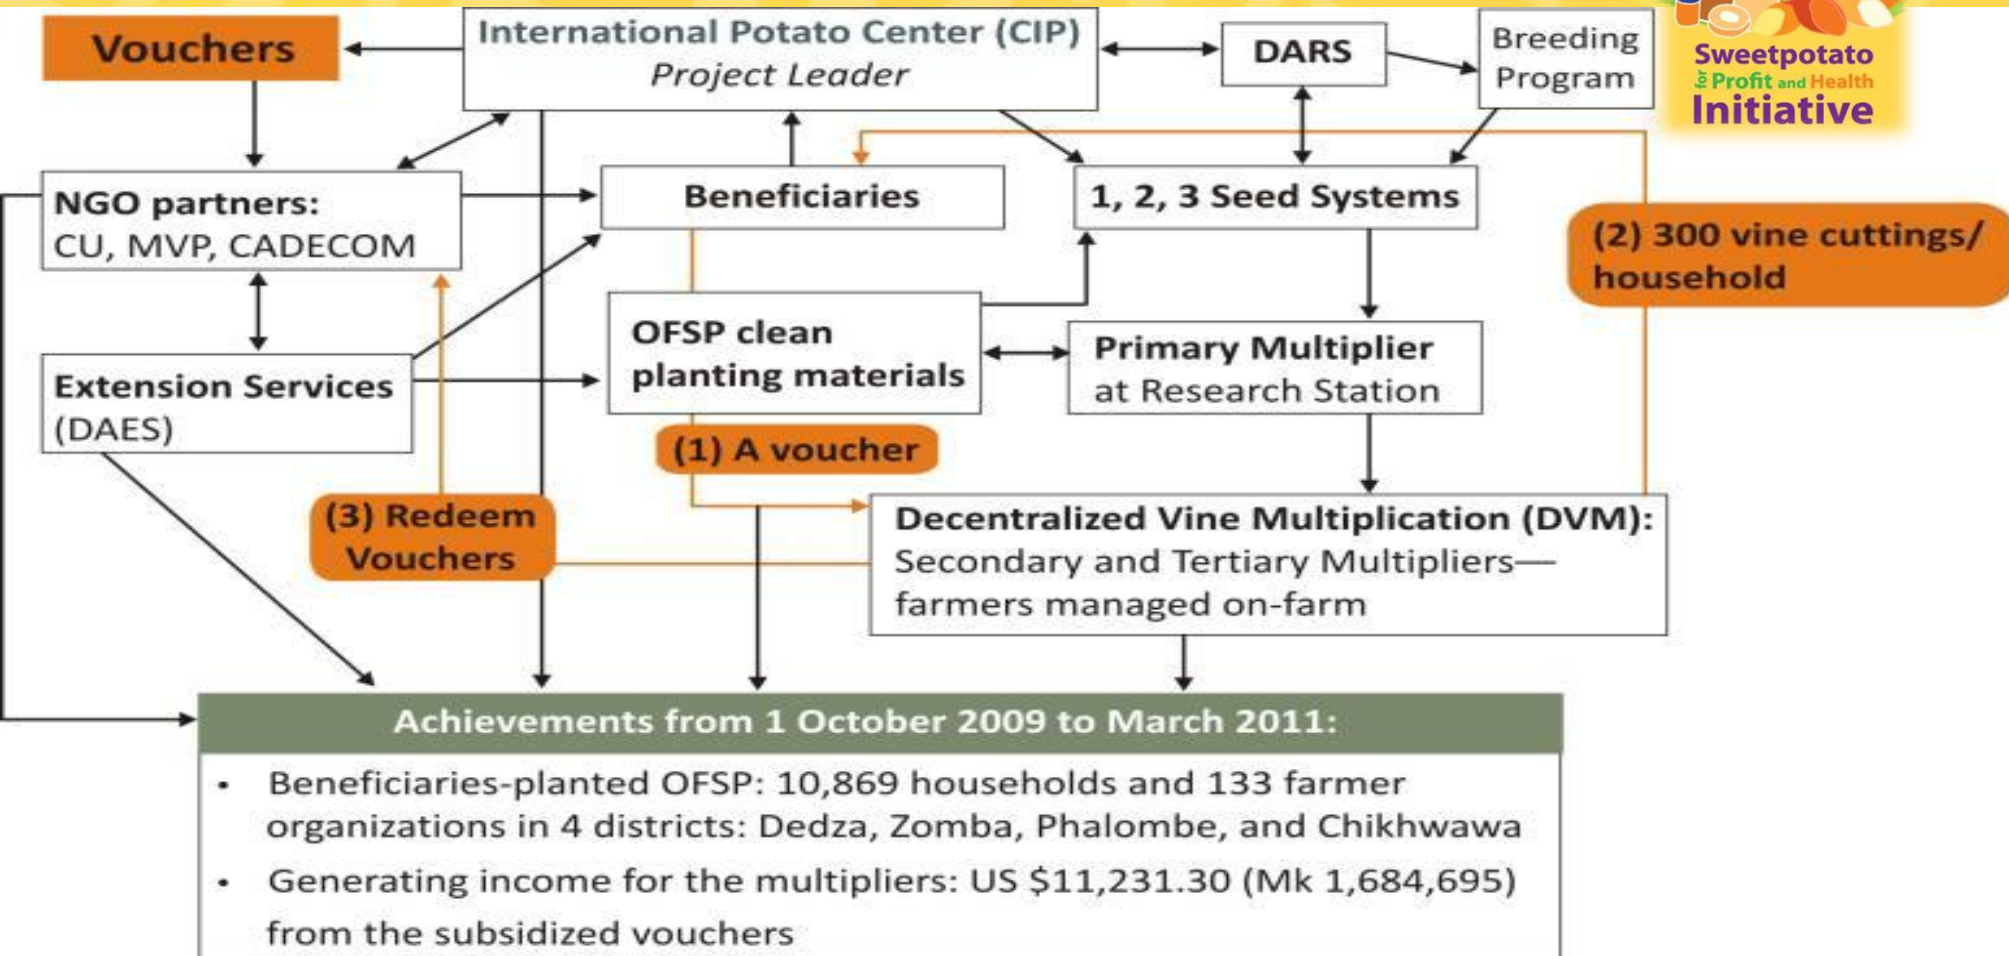 Vouchers
International Potato Center (CIP)
Project Leader
DARS
Breeding
Program
Sweetpotato
for Profit and Health
Initiative
NGO partners:
CU, MVP, CADECOM
Beneficiaries
1, 2, 3 Seed Systems
(2) 300 vine cuttings/
household
Extension Services
(DAES)
OFSP clean
planting materials
Primary Multiplier
at Research Station
(1) A voucher
(3) Redeem
Vouchers
Decentralized Vine Multiplication (DVM):
Secondary and Tertiary Multipliers—
farmers managed on-farm
Achievements from 1 October 2009 to March 2011:
• Beneficiaries-planted OFSP: 10,869 households and 133 farmer
organizations in 4 districts: Dedza, Zomba, Phalombe, and Chikhwawa
• Generating income for the multipliers: US $11,231.30 (Mk 1,684,695)
from the subsidized vouchers